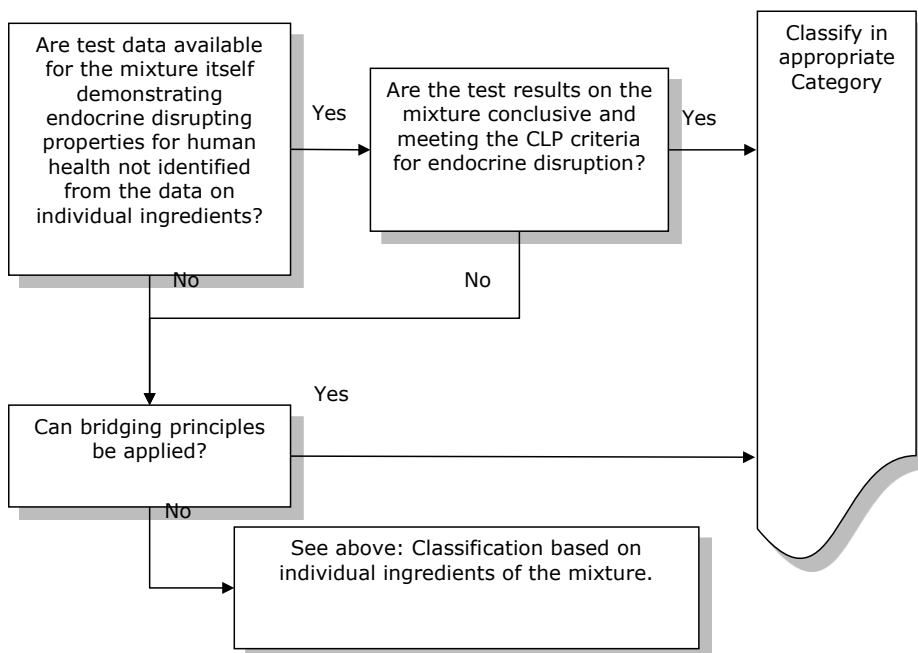 Are test data available
for the mixture itself
demonstrating
endocrine disrupting
properties for human
health not identified
from the data on
individual ingredients?
Yes
Are the test results on the
mixture conclusive and
meeting the CLP criteria
for endocrine disruption?
Yes
Classify in
appropriate
Category
No
No
Yes
Can bridging principles
be applied?
No
See above: Classification based on
individual ingredients of the mixture.